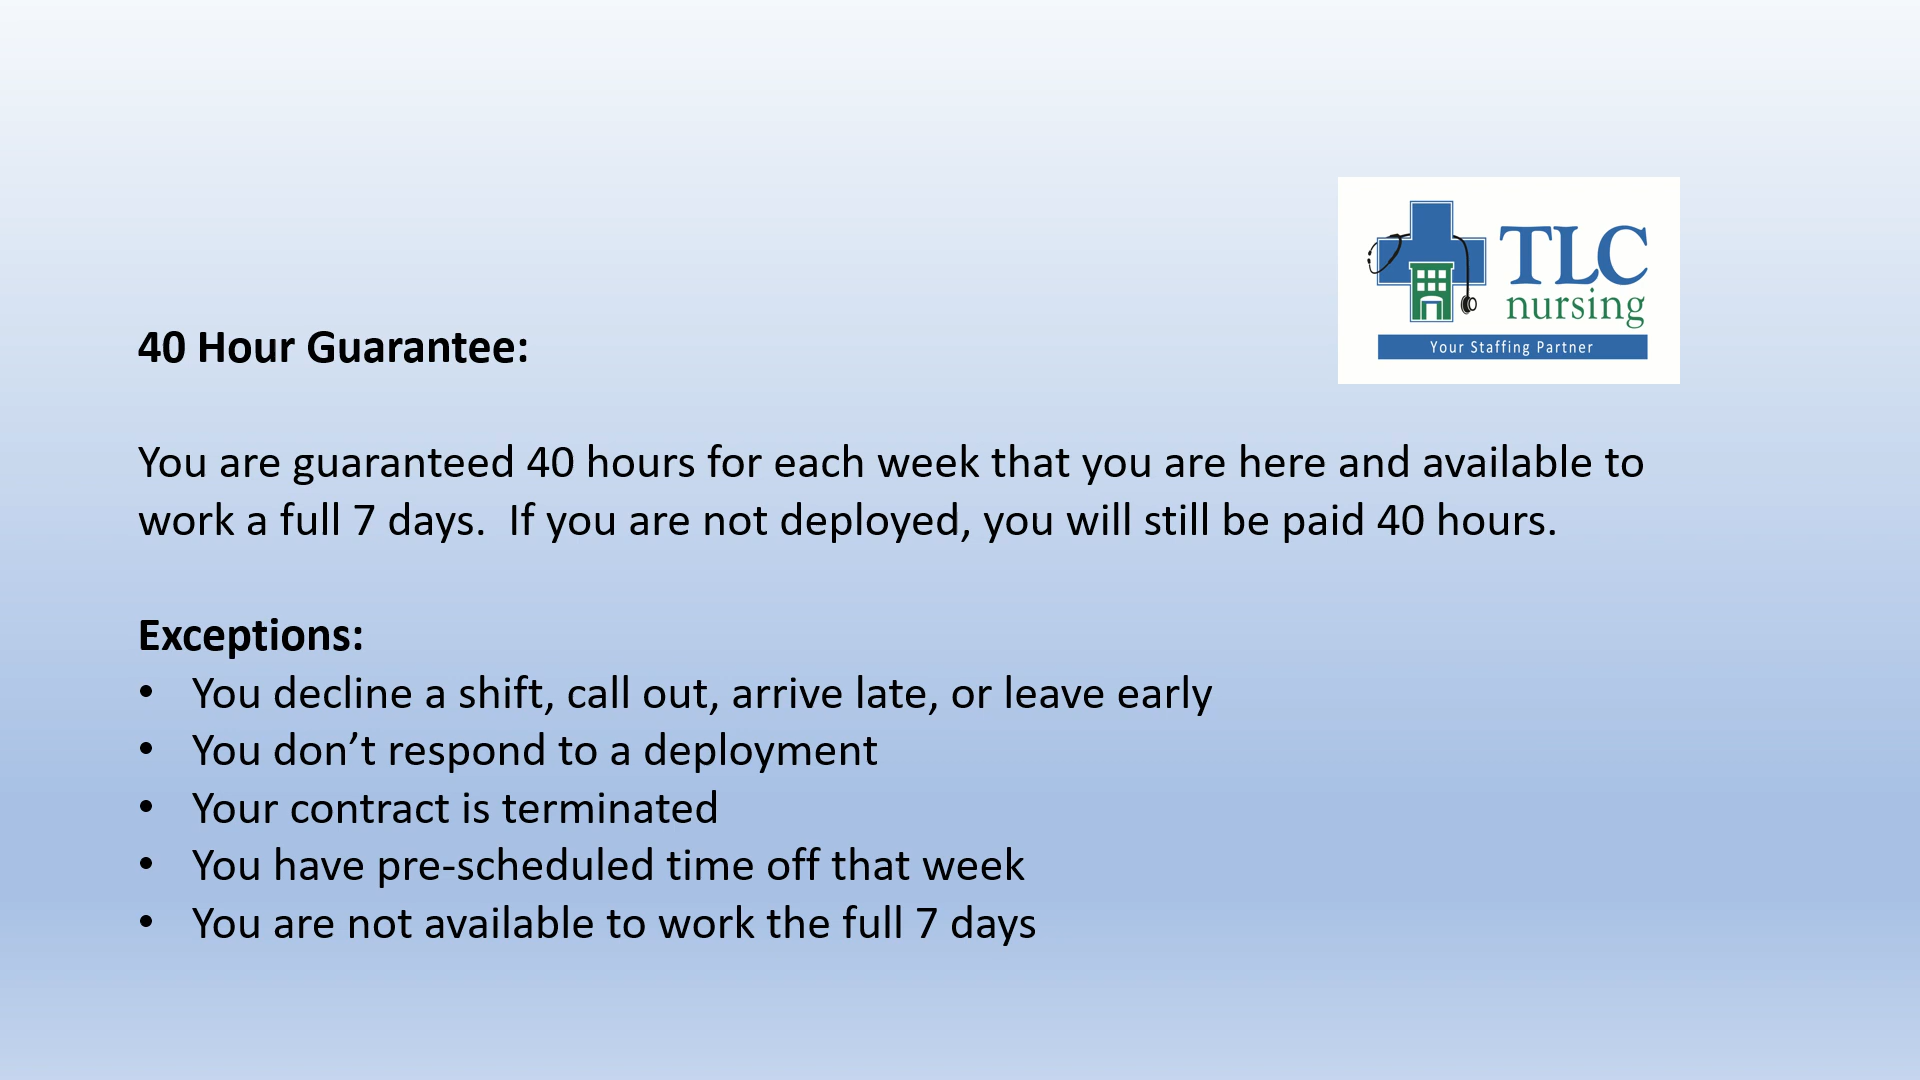 TLC
nursing
Your Staffing Partner
40 Hour Guarantee:
You are guaranteed 40 hours for each week that you are here and available to
work a full 7 days.  If you are not deployed, you will still be paid 40 hours.
Exceptions:
• You decline a shift, call out, arrive late, or leave early
• You don’t respond to a deployment
• Your contract is terminated
• You have pre-scheduled time off that week
• You are not available to work the full 7 days